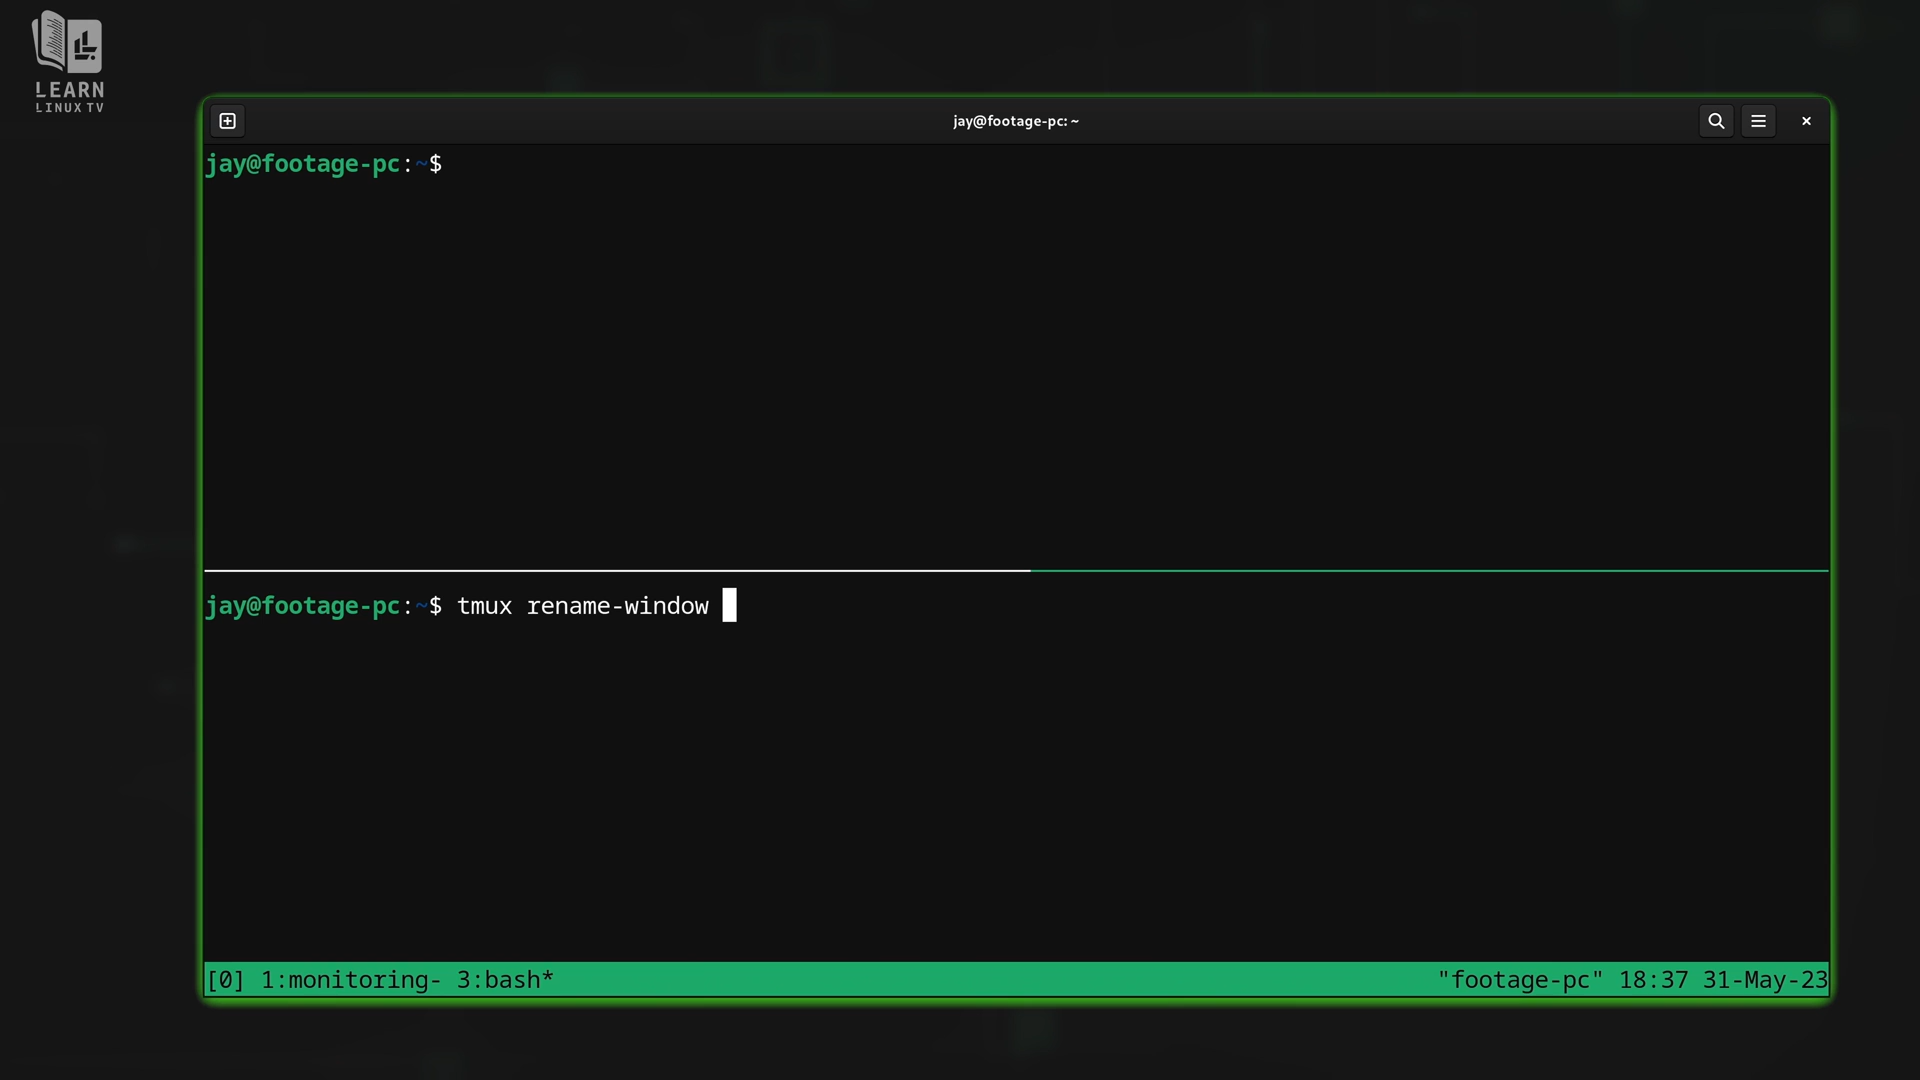 LEARN
LINUX TV
jay@footage-pc: ~
jay@footage-pc:~$
jay@footage-pc:~$ tmux rename-window
[0] 1:monitoring- 3:bash* "footage-pc" 18:37 31-May-23